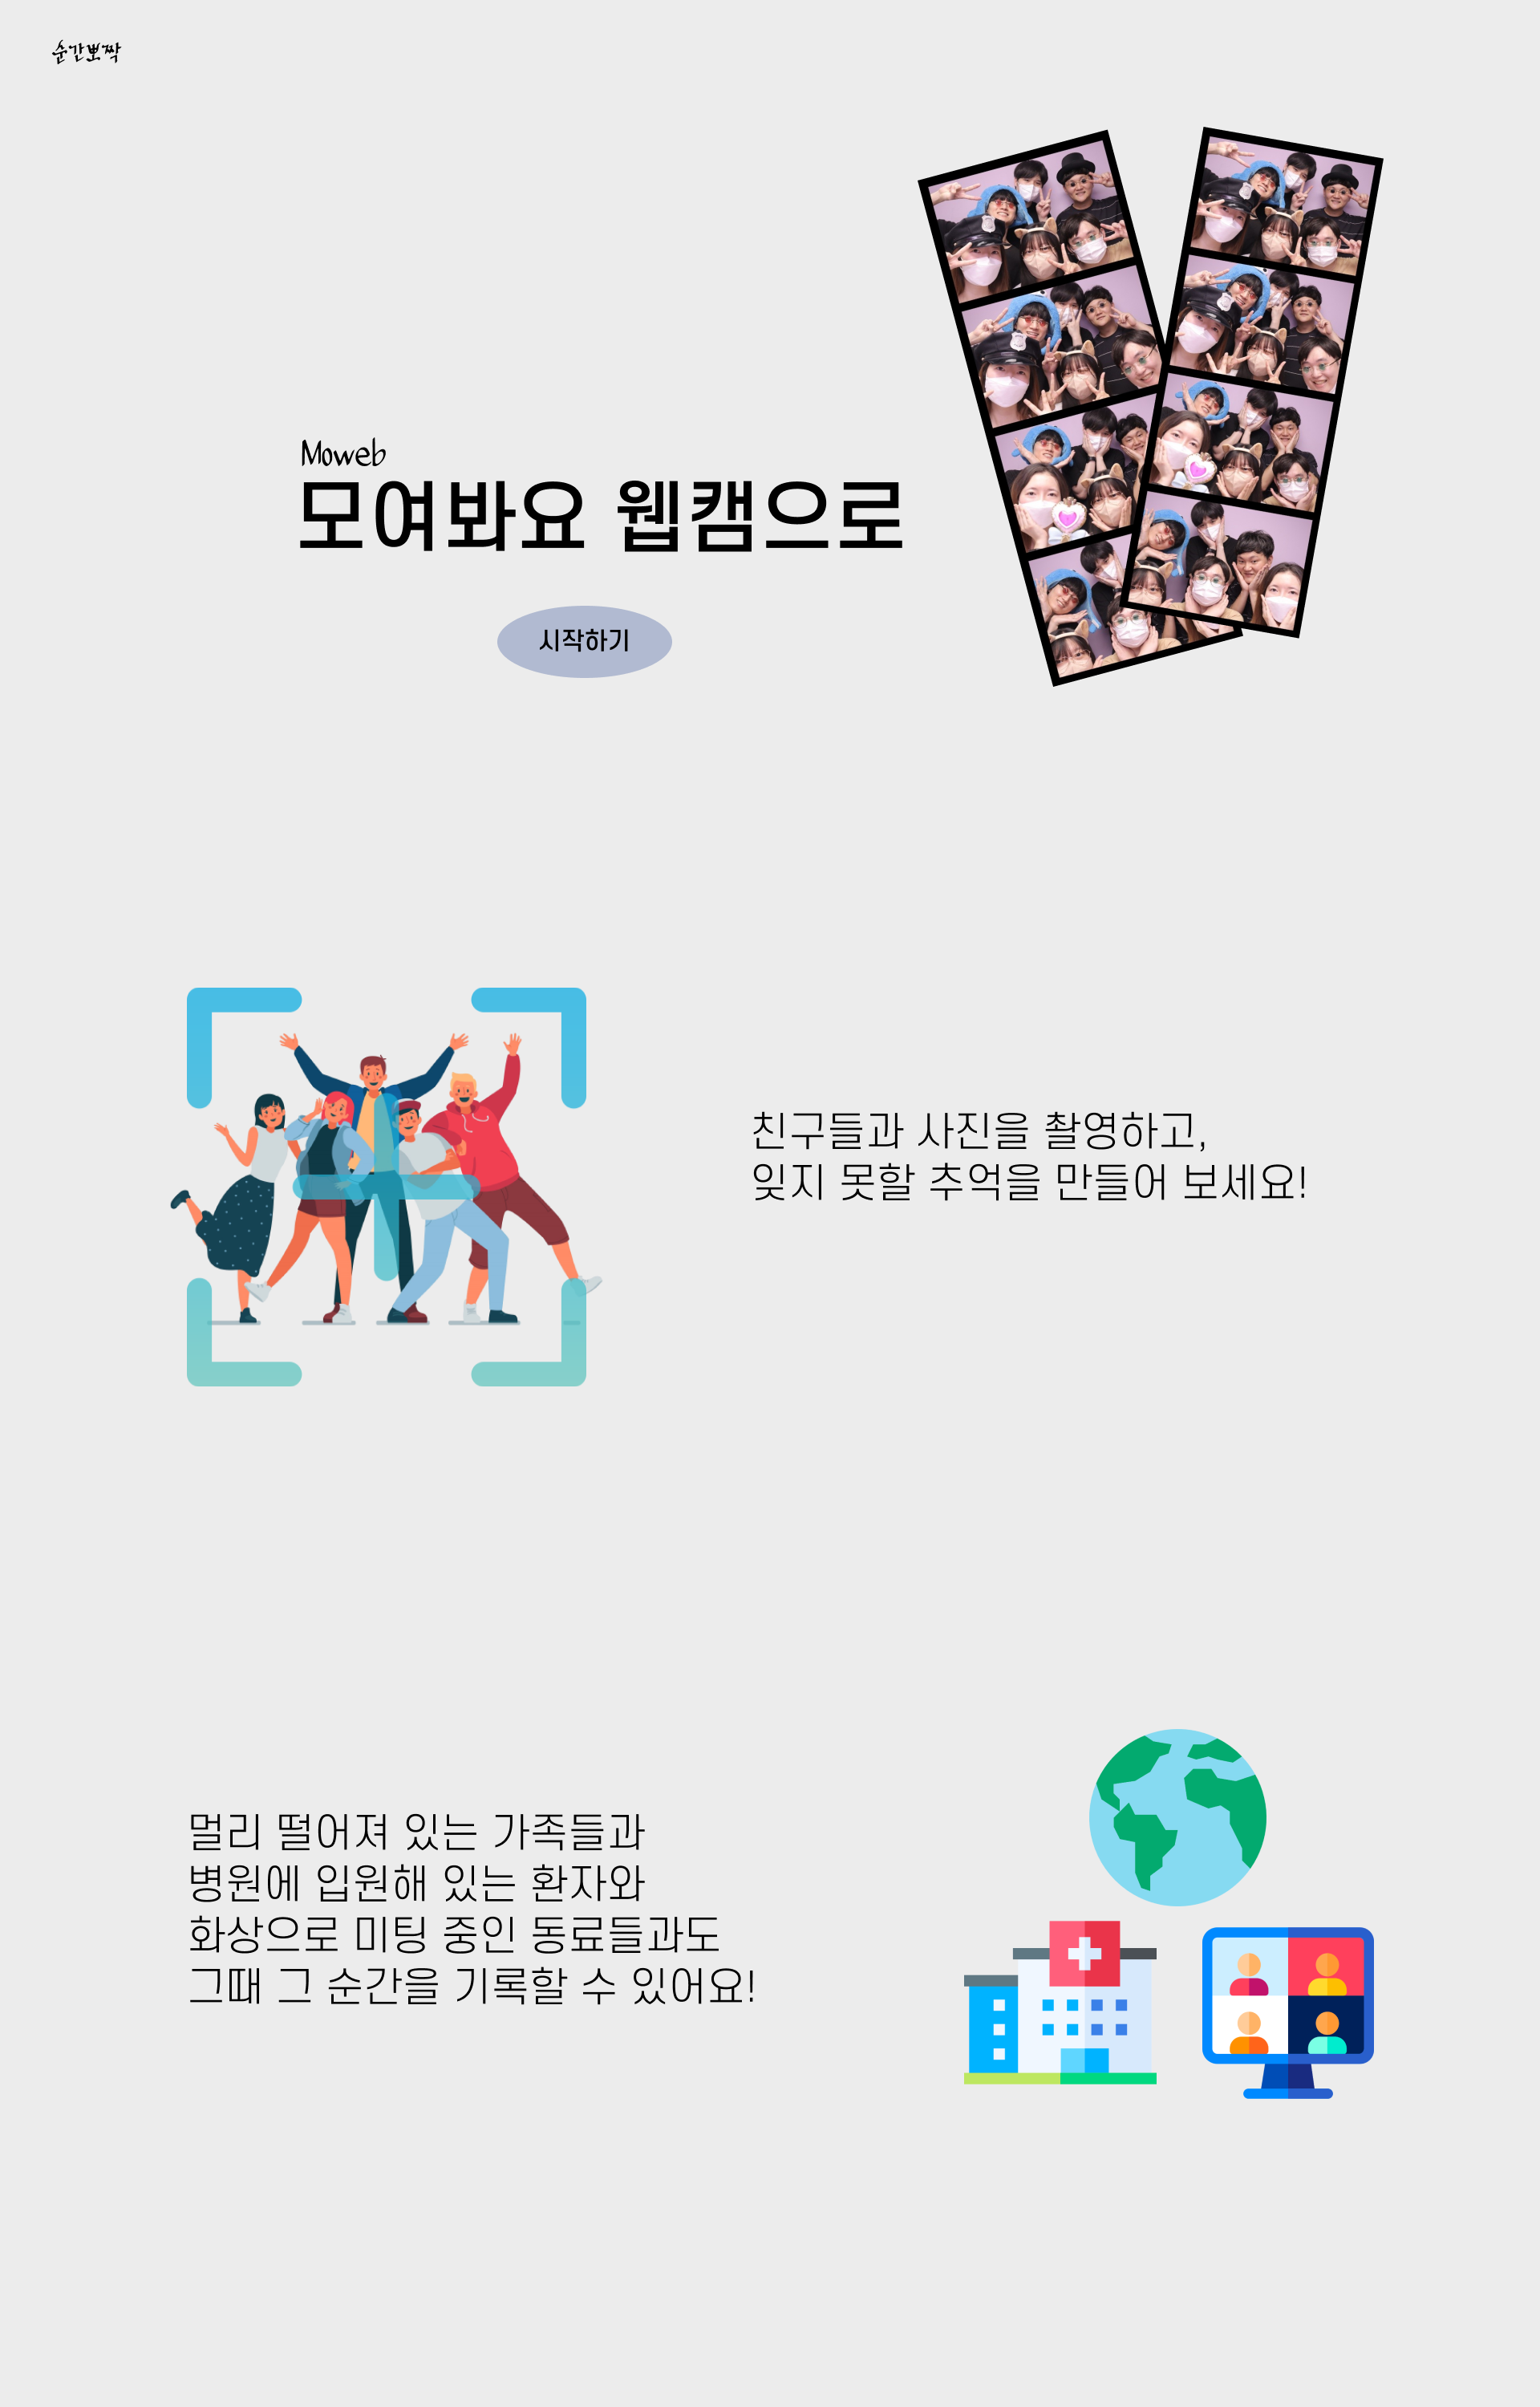 순간뽀짝
Moweb
모여봐요 웹캠으로
시작하기
친구들과 사진을 촬영하고,
잊지 못할 추억을 만들어 보세요!
멀리 떨어져 있는 가족들과
병원에 입원해 있는 환자와
화상으로 미팅 중인 동료들과도
그때 그 순간을 기록할 수 있어요!